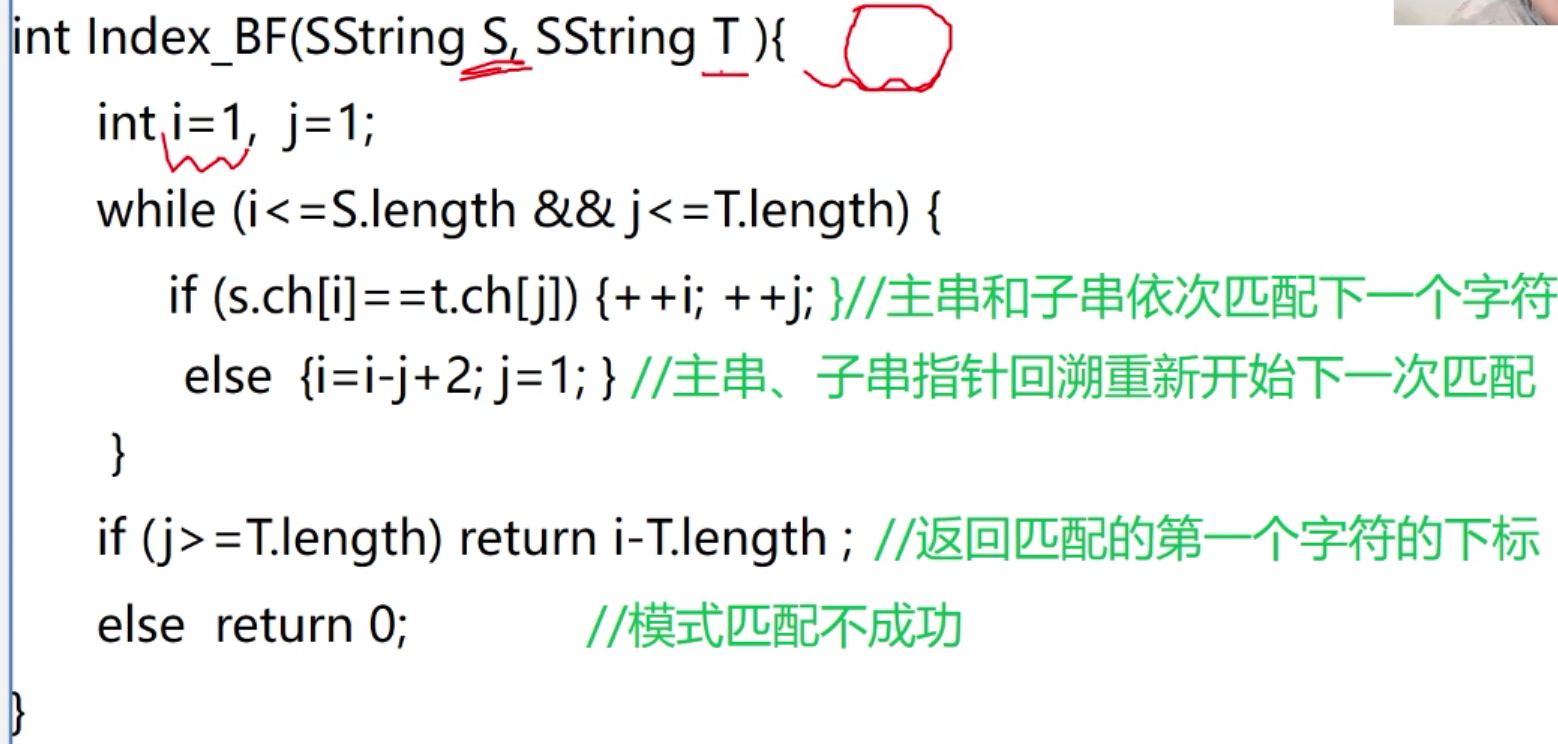 int Index_BF(SString S, SString T ){
int i=1, j=1;
while (i<=S.length && j<=T.length) {
if (s.ch[i]==t.ch[j]) {++i; ++j; }//主串和子串依次匹配下一个字符
else {i=i-j+2; j=1; } //主串、子串指针回溯重新开始下一次匹配
}
if (j>=T.length) return i-T.length ; //返回匹配的第一个字符的下标
else return 0; //模式匹配不成功
}